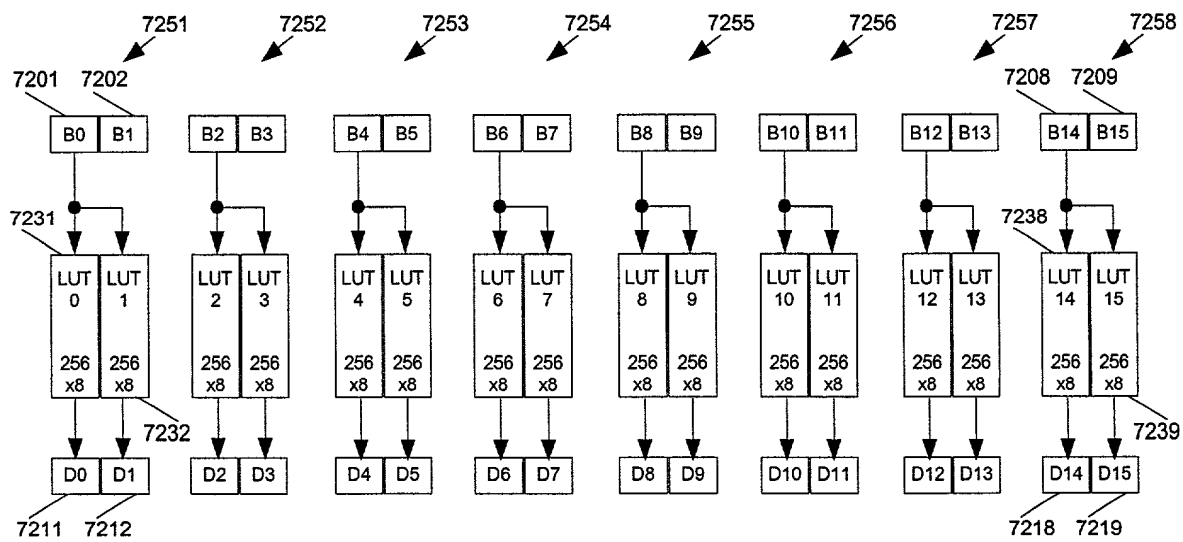 7251 7252 7253 7254 7255 7256 7257 7258
7201 7202 7208 7209
B0 B1 B2 B3 B4 B5 B6 B7 B8 B9 B10 B11 B12 B13 B14 B15
7231 7238
LUT LUT LUT LUT LUT LUT LUT LUT LUT LUT LUT LUT LUT LUT LUT LUT
0 1 2 3 4 5 6 7 8 9 10 11 12 13 14 15
256 256 256 256 256 256 256 256 256 256 256 256 256 256 256 256
x8 x8 x8 x8 x8 x8 x8 x8 x8 x8 x8 x8 x8 x8 x8 x8
7232 7239
D0 D1 D2 D3 D4 D5 D6 D7 D8 D9 D10 D11 D12 D13 D14 D15
7211 7212 7218 7219